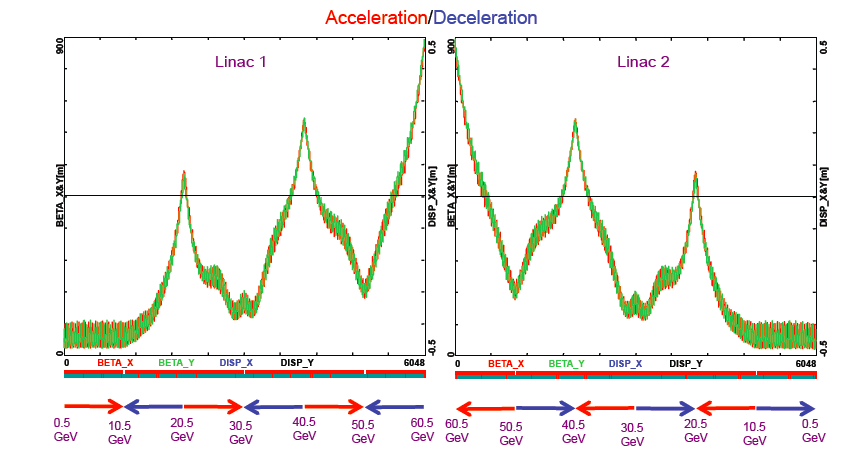 Acceleration/Deceleration
Linac 1
900
BETA_X&Y[m]
0
0.5
DISP_X&Y[m]
-0.5
0 BETA_X BETA_Y DISP_X DISP_Y 6048
0.5 GeV
10.5 GeV
20.5 GeV
30.5 GeV
40.5 GeV
50.5 GeV
60.5 GeV
Linac 2
900
BETA_X&Y[m]
0
0.5
DISP_X&Y[m]
-0.5
0 BETA_X BETA_Y DISP_X DISP_Y 6048
60.5 GeV
50.5 GeV
40.5 GeV
30.5 GeV
20.5 GeV
10.5 GeV
0.5 GeV